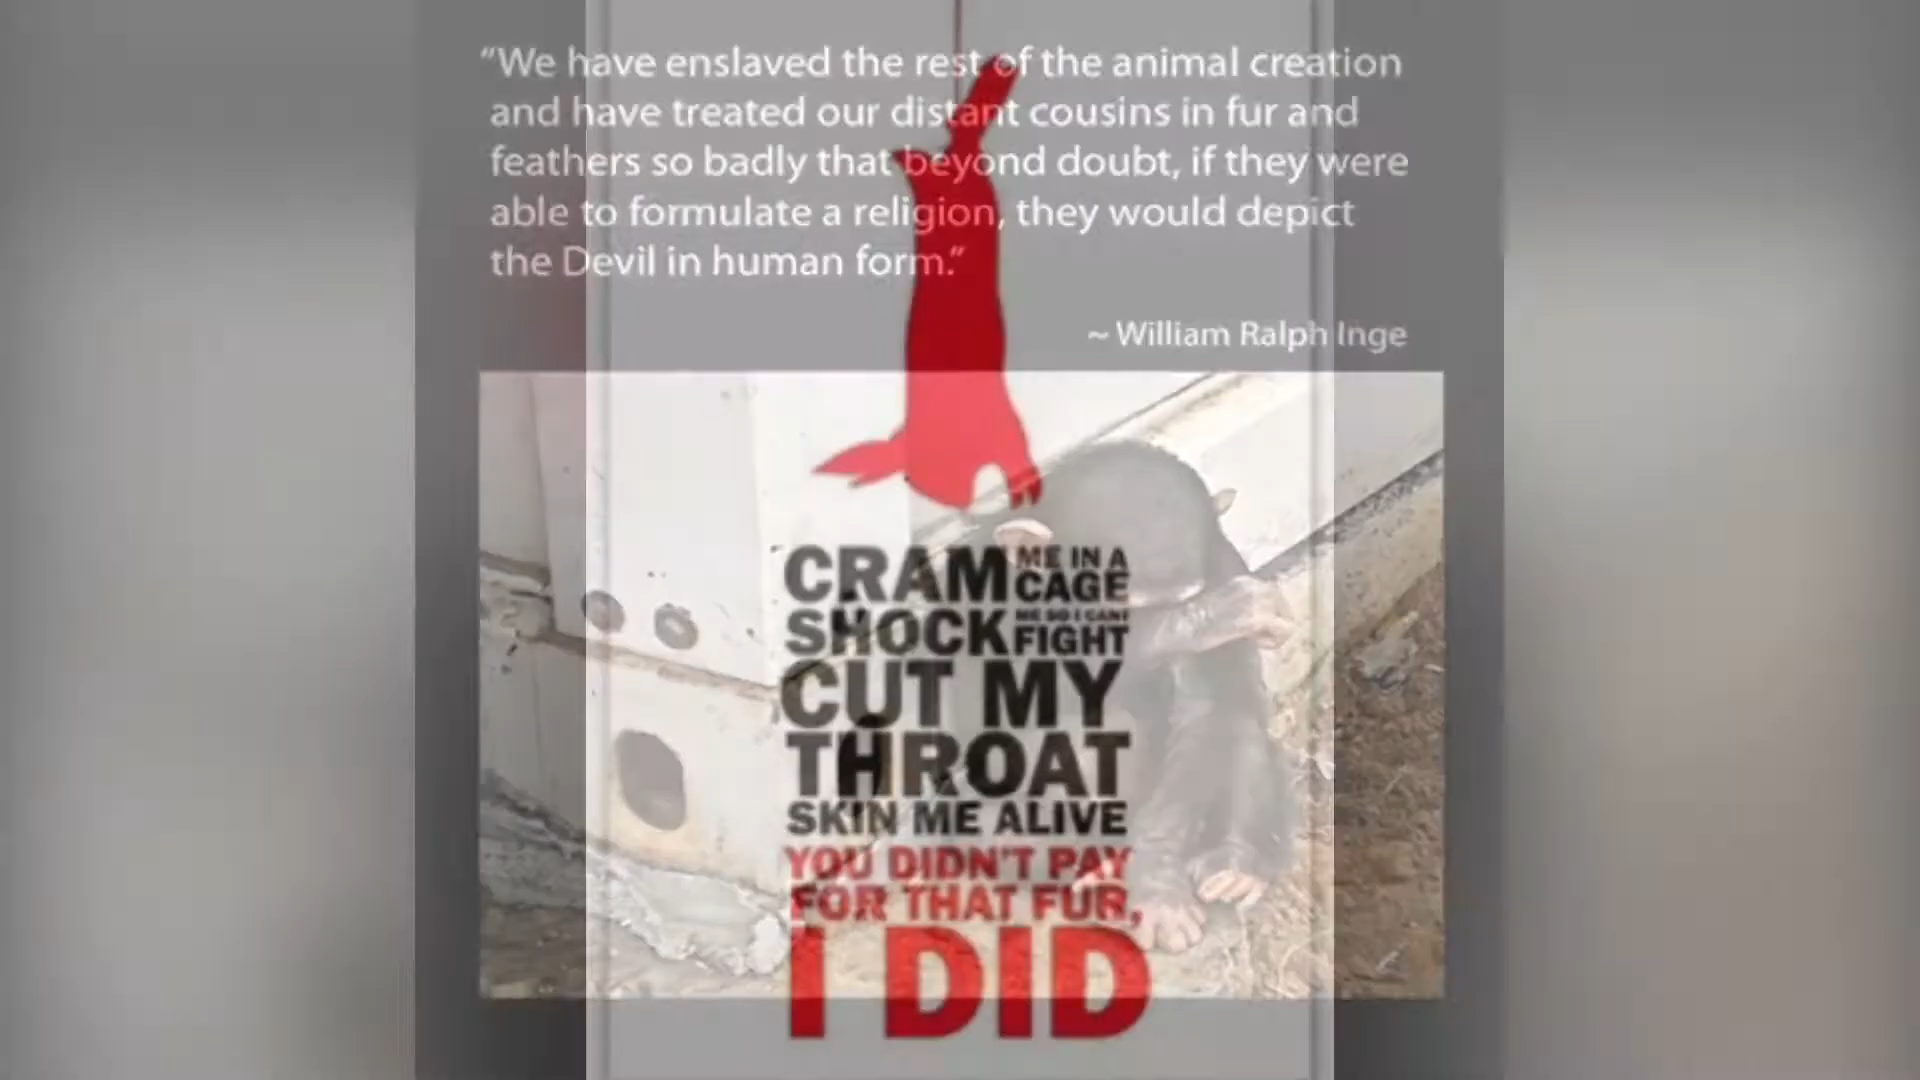 “We have enslaved the rest of the animal creation
and have treated our distant cousins in fur and
feathers so badly that beyond doubt, if they were
able to formulate a religion, they would depict
the Devil in human form.”
~ William Ralph Inge
CRAM ME IN A CAGE
SHOCK ME SO I CANT FIGHT
CUT MY
THROAT
SKIN ME ALIVE
YOU DIDN'T PAY
FOR THAT FUR,
I DID